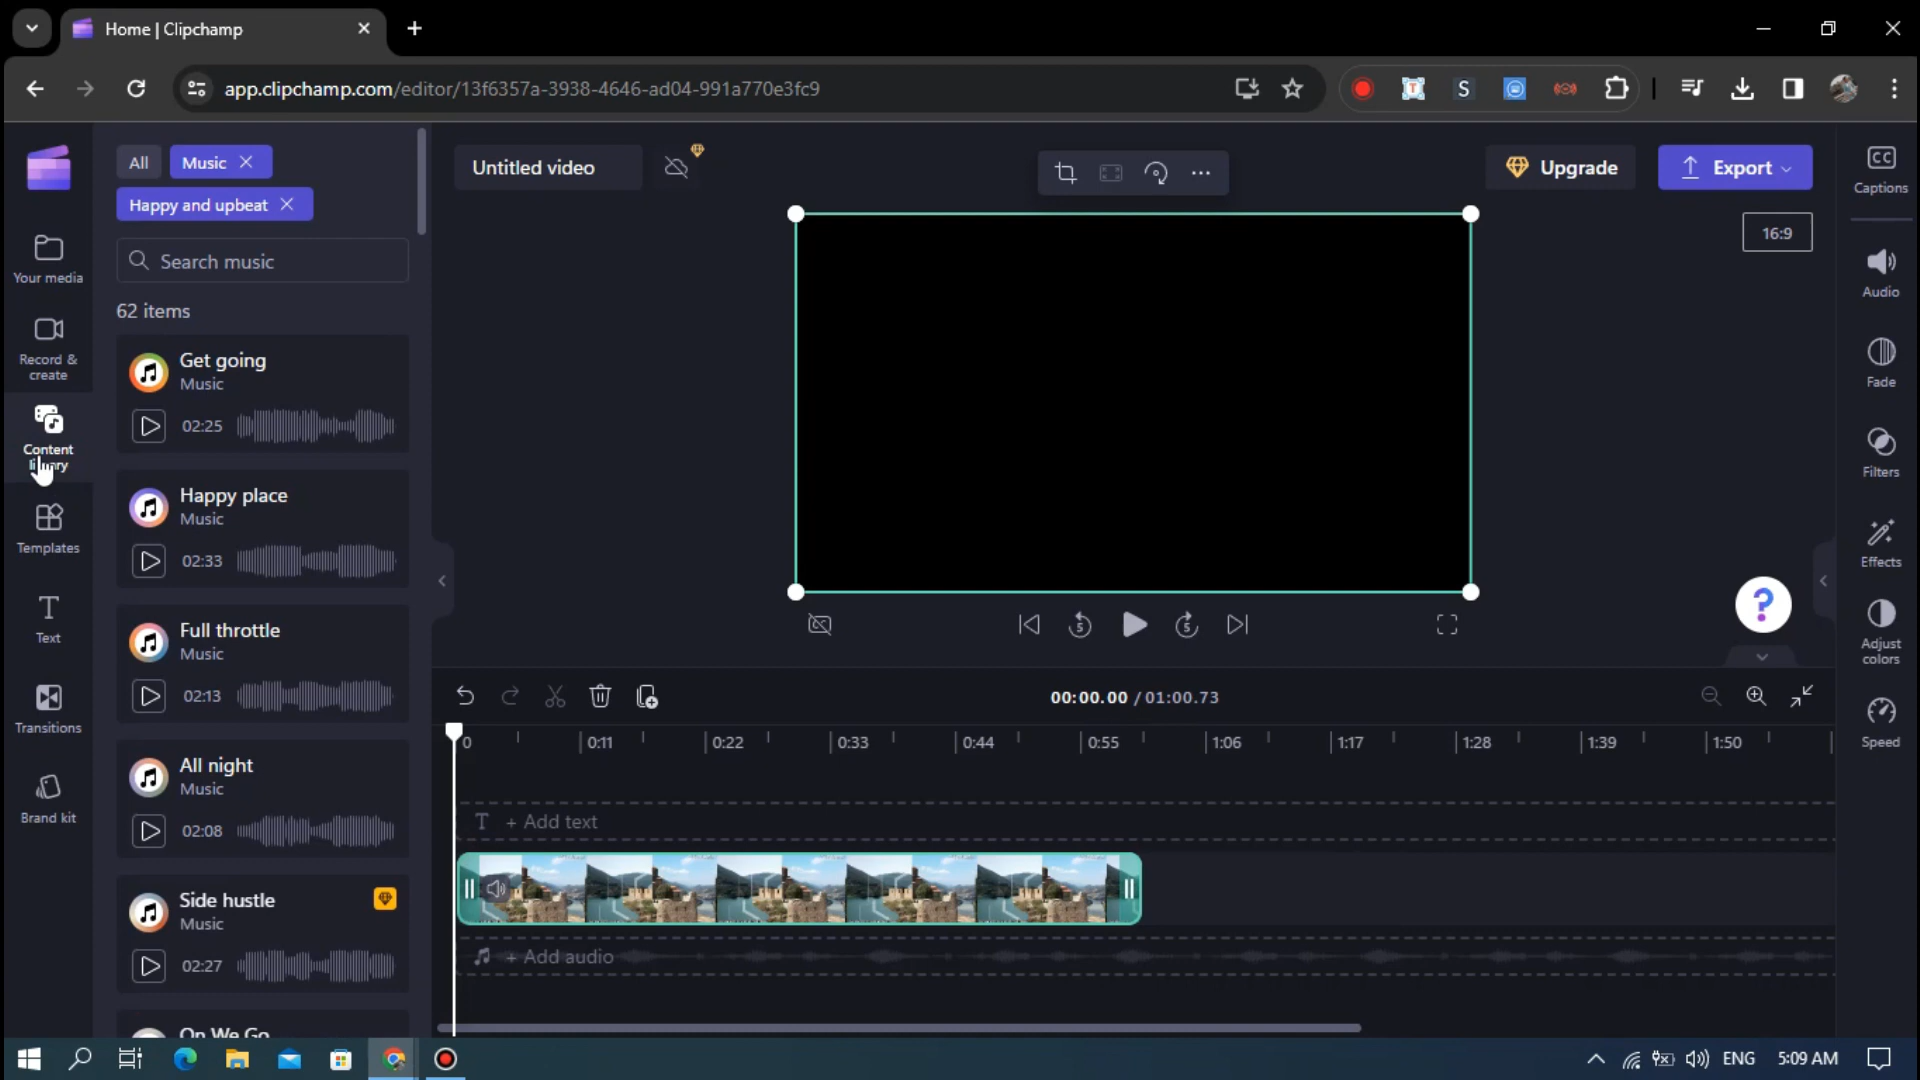 Home | Clipchamp
app.clipchamp.com/editor/13f6357a-3938-4646-ad04-991a770e3fc9
T
S
All
Music
Happy and upbeat
Search music
62 items
Get going
Music
02:25
Happy place
Music
02:33
Full throttle
Music
02:13
All night
Music
02:08
Side hustle
Music
02:27
On We Go
Your media
Record &
create
Content
library
Templates
T
Text
Transitions
Brand kit
Untitled video
Upgrade
Export
16:9
5
5
?
CC
Captions
Audio
Fade
Filters
Effects
Adjust
colors
Speed
00:00.00 / 01:00.73
0 0:11 0:22 0:33 0:44 0:55 1:06 1:17 1:28 1:39 1:50
T + Add text
+ Add audio
ENG 5:09 AM